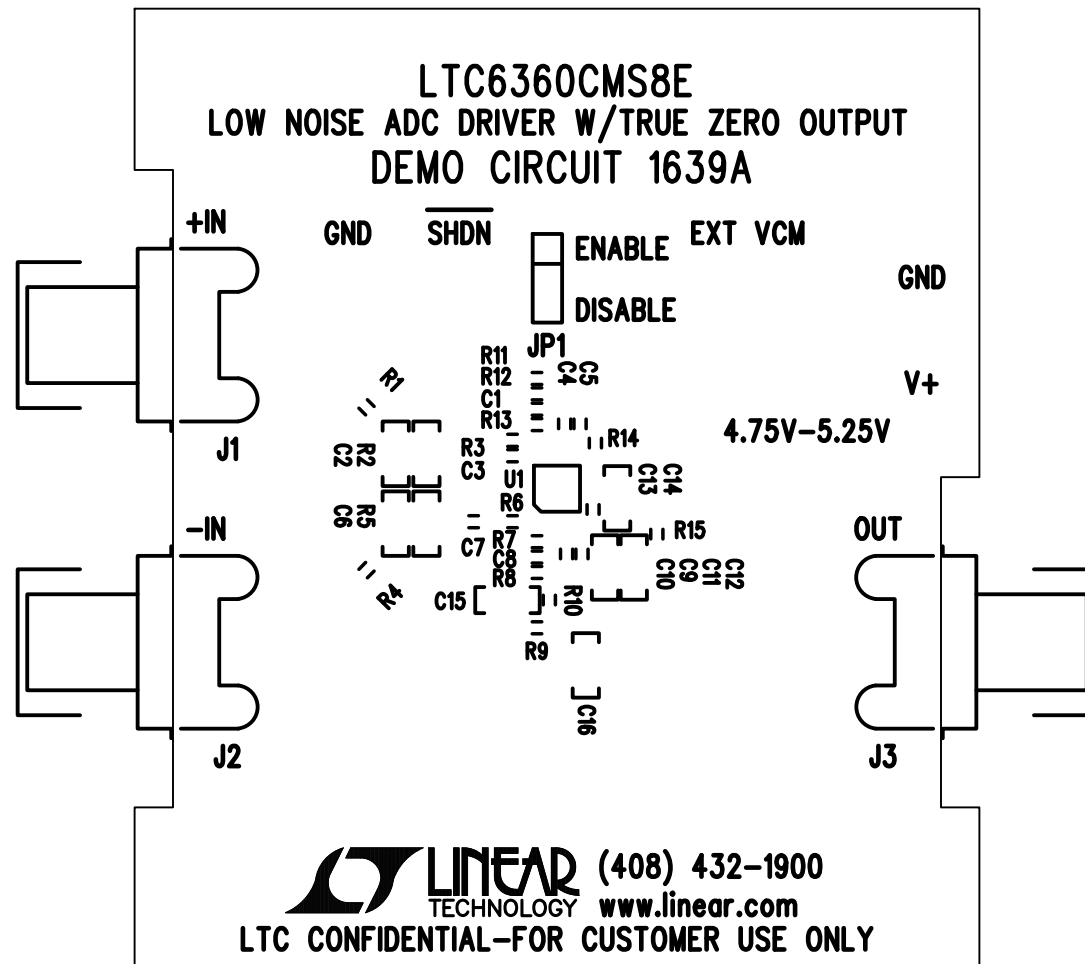 LTC6360CMS8E
LOW NOISE ADC DRIVER W/TRUE ZERO OUTPUT
DEMO CIRCUIT 1639A
+IN
GND
SHDN
ENABLE
EXT VCM
GND
DISABLE
JP1
R11
R12
C4
C5
R1
C1
V+
R13
4.75V-5.25V
R14
J1
C2
R2
R3
C3
U1
C13
C14
R6
C6
R5
-IN
C7
R7
R15
OUT
C8
R8
C10
C9
C11
C12
R4
C15
R10
R9
C16
J2
J3
LINEAR
TECHNOLOGY
(408) 432-1900
www.linear.com
LTC CONFIDENTIAL-FOR CUSTOMER USE ONLY